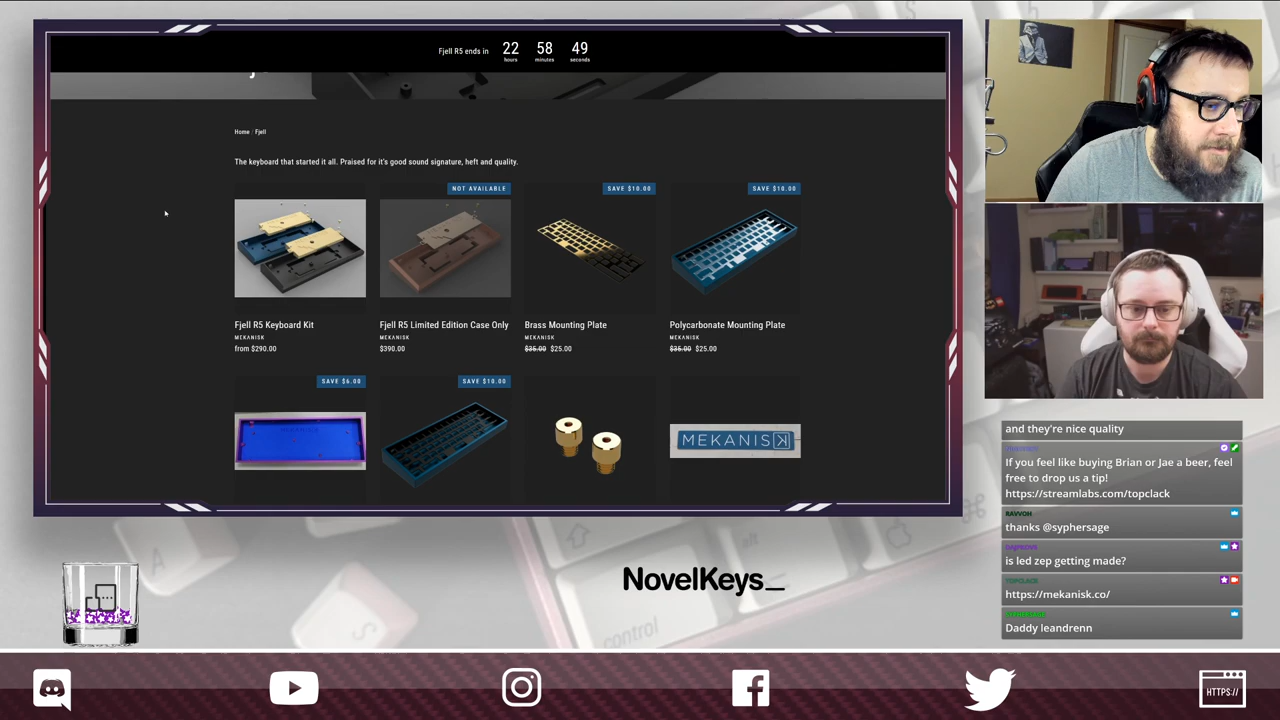 Fjell R5 ends in
22 58 49
hours minutes seconds
Home / Fjell
The keyboard that started it all. Praised for it's good sound signature, heft and quality.
NOT AVAILABLE
SAVE $10.00
SAVE $10.00
Fjell R5 Keyboard Kit
MEKANISK
from $290.00
Fjell R5 Limited Edition Case Only
MEKANISK
$390.00
Brass Mounting Plate
MEKANISK
$35.00 $25.00
Polycarbonate Mounting Plate
MEKANISK
$35.00 $25.00
SAVE $6.00
SAVE $10.00
MEKANISK
and they're nice quality
If you feel like buying Brian or Jae a beer, feel
free to drop us a tip!
https://streamlabs.com/topclack
RAVVOH
thanks @syphersage
is led zep getting made?
TOPCLACK
https://mekanisk.co/
SYPHERSAGE
Daddy leandrenn
NovelKeys_
A
alt
control
HTTPS://